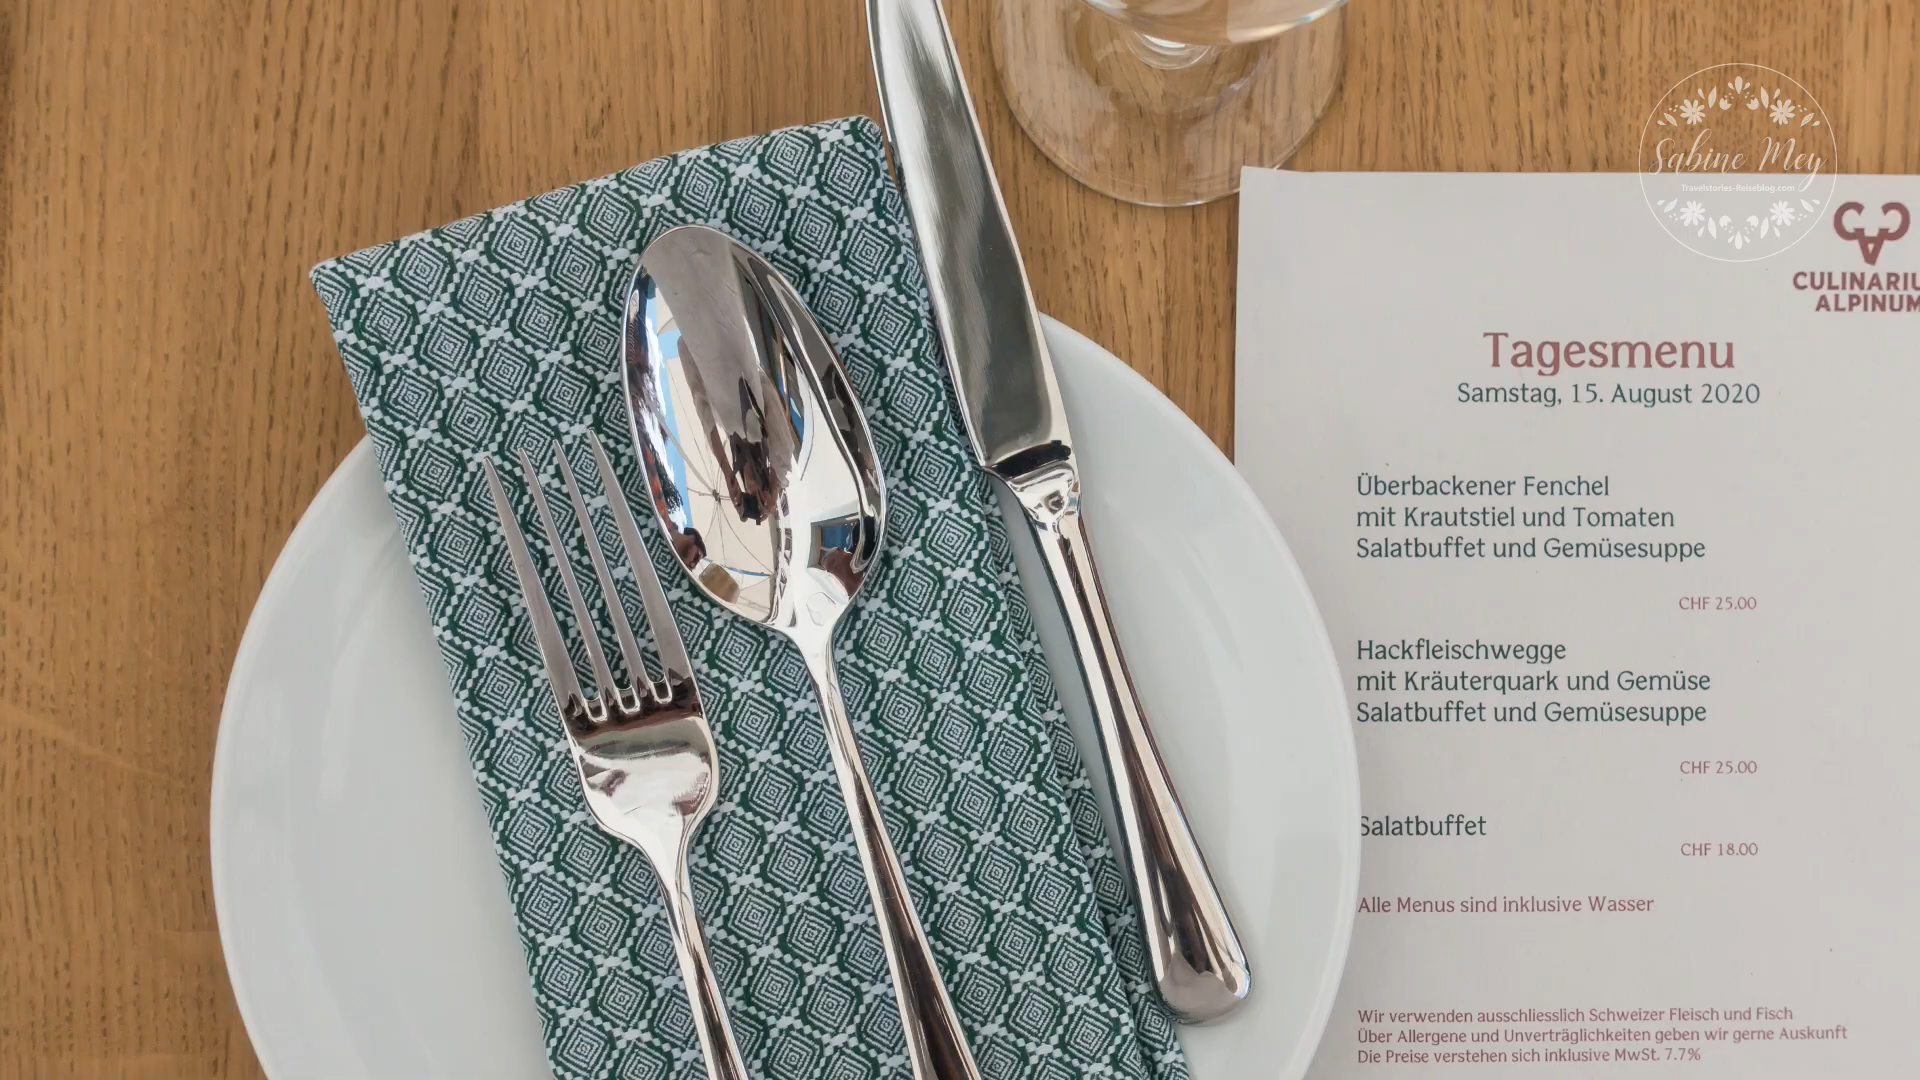 Sabine Mey
Travelstories-Reiseblog.com
CULINARIU
ALPINUM
Tagesmenu
Samstag, 15. August 2020
Überbackener Fenchel
mit Krautstiel und Tomaten
Salatbuffet und Gemüsesuppe
CHF 25.00
Hackfleischwegge
mit Kräuterquark und Gemüse
Salatbuffet und Gemüsesuppe
CHF 25.00
Salatbuffet
CHF 18.00
Alle Menus sind inklusive Wasser
Wir verwenden ausschliesslich Schweizer Fleisch und Fisch
Über Allergene und Unverträglichkeiten geben wir gerne Auskunft
Die Preise verstehen sich inklusive MwSt. 7.7%